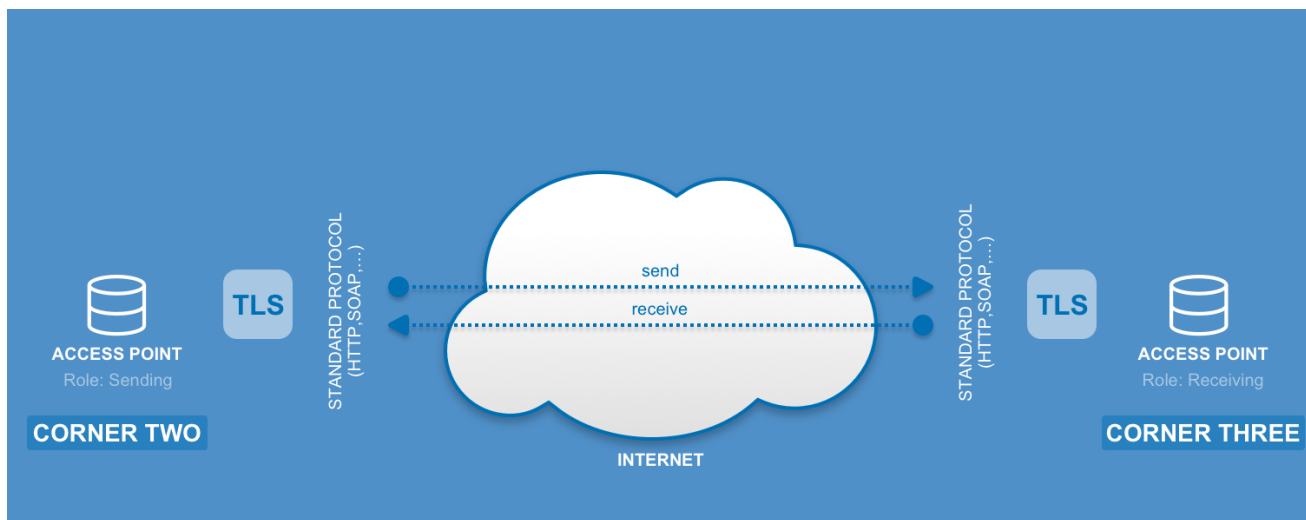 ACCESS POINT
Role: Sending
CORNER TWO
TLS
STANDARD PROTOCOL
(HTTP,SOAP,...)
send
receive
INTERNET
STANDARD PROTOCOL
(HTTP,SOAP,...)
TLS
ACCESS POINT
Role: Receiving
CORNER THREE